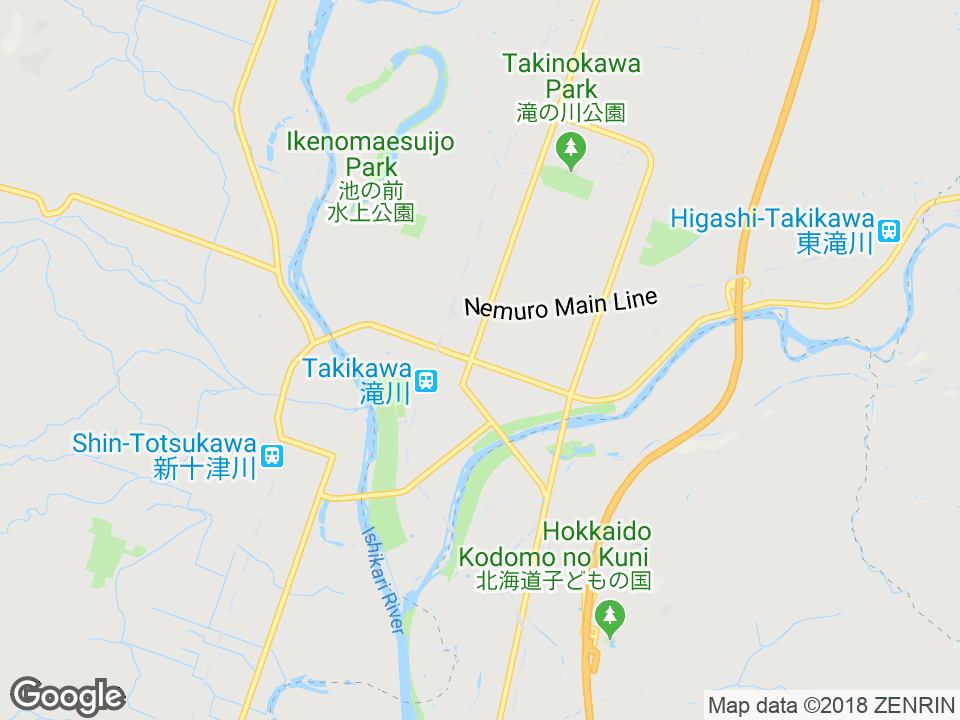 Takinokawa
Park
滝の川公園
Ikenomaesuijo
Park
池の前
水上公園
Higashi-Takikawa
東滝川
Nemuro Main Line
Takikawa
滝川
Shin-Totsukawa
新十津川
Ishikari River
Hokkaido
Kodomo no Kuni
北海道子どもの国
Google
Map data ©2018 ZENRIN